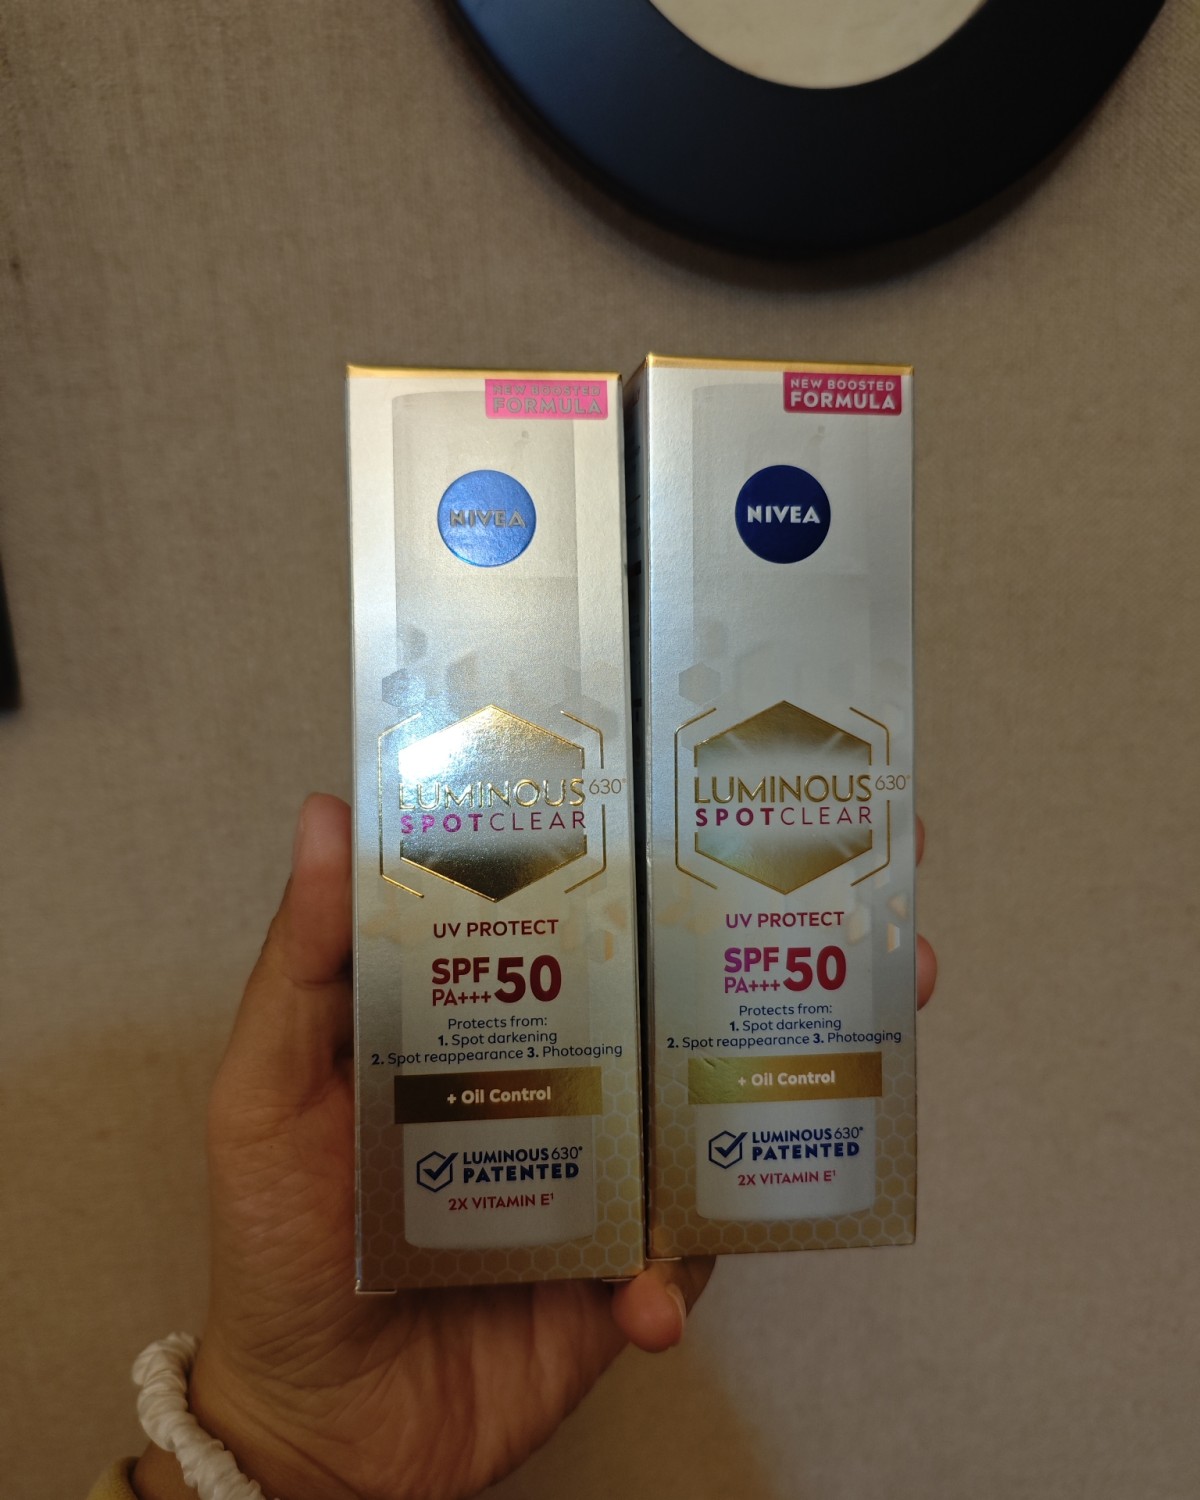 NEW BOOSTED
FORMULA
NIVEA
LUMINOUS630®
SPOTCLEAR
UV PROTECT
SPF 50
PA+++
Protects from:
1. Spot darkening
2. Spot reappearance 3. Photoaging
+ Oil Control
LUMINOUS630®
PATENTED
2X VITAMIN E¹
NEW BOOSTED
FORMULA
NIVEA
LUMINOUS630®
SPOTCLEAR
UV PROTECT
SPF 50
PA+++
Protects from:
1. Spot darkening
2. Spot reappearance 3. Photoaging
+ Oil Control
LUMINOUS630®
PATENTED
2X VITAMIN E¹